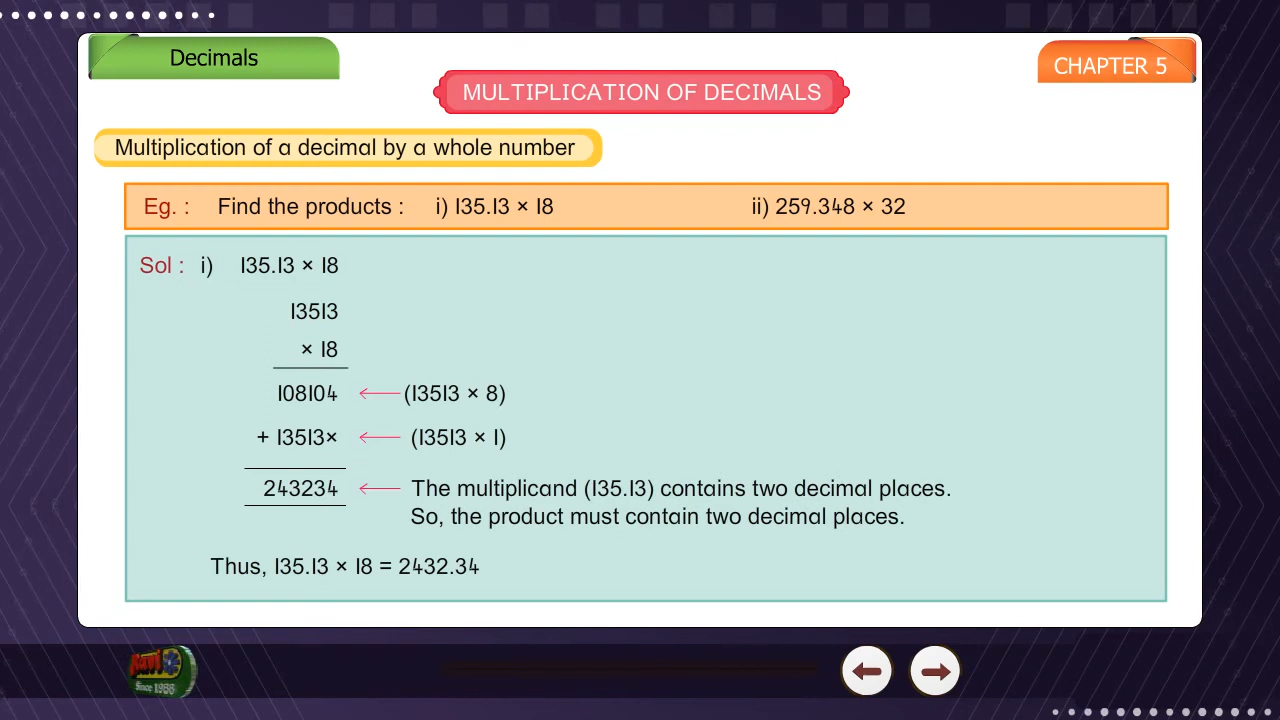 Decimals
CHAPTER 5
MULTIPLICATION OF DECIMALS
Multiplication of a decimal by a whole number
Eg. : Find the products : i) 135.13 × 18 ii) 259.348 × 32
Sol : i) 135.13 × 18
13513
× 18
108104 ← (13513 × 8)
+ 13513× ← (13513 × 1)
243234 ← The multiplicand (135.13) contains two decimal places.
So, the product must contain two decimal places.
Thus, 135.13 × 18 = 2432.34
Ravi
Since 1988